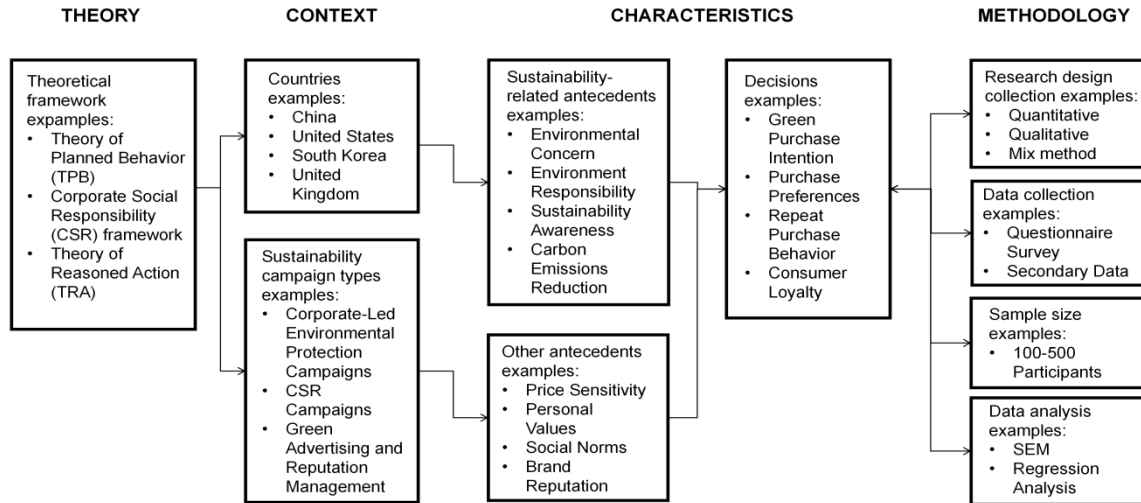 THEORY
CONTEXT
CHARACTERISTICS
METHODOLOGY
Theoretical
framework
expamples:
• Theory of
Planned Behavior
(TPB)
• Corporate Social
Responsibility
(CSR) framework
• Theory of
Reasoned Action
(TRA)
Countries
examples:
• China
• United States
• South Korea
• United
Kingdom
Sustainability
campaign types
examples:
• Corporate-Led
Environmental
Protection
Campaigns
• CSR
Campaigns
• Green
Advertising and
Reputation
Management
Sustainability-
related antecedents
examples:
• Environmental
Concern
• Environment
Responsibility
• Sustainability
Awareness
• Carbon
Emissions
Reduction
Other antecedents
examples:
• Price Sensitivity
• Personal
Values
• Social Norms
• Brand
Reputation
Decisions
examples:
• Green
Purchase
Intention
• Purchase
Preferences
• Repeat
Purchase
Behavior
• Consumer
Loyalty
Research design
collection examples:
• Quantitative
• Qualitative
• Mix method
Data collection
examples:
• Questionnaire
Survey
• Secondary Data
Sample size
examples:
• 100-500
Participants
Data analysis
examples:
• SEM
• Regression
Analysis